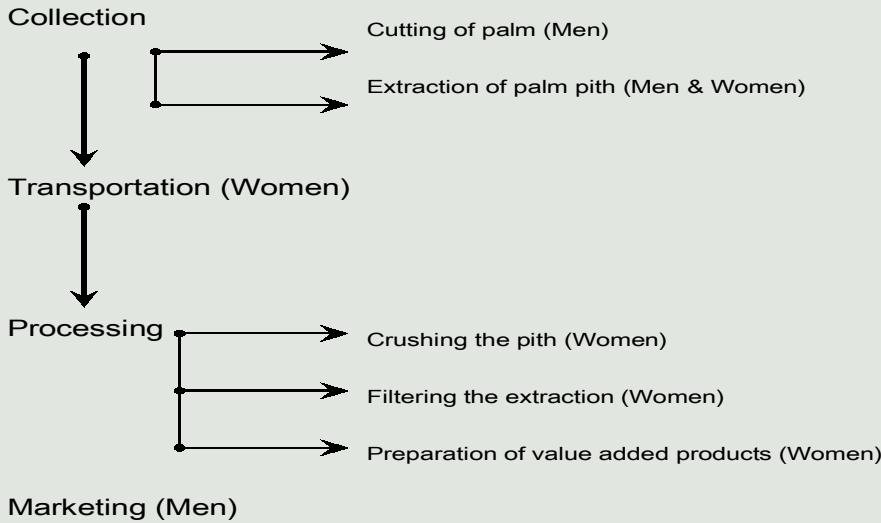 Collection
Cutting of palm (Men)
Extraction of palm pith (Men & Women)
Transportation (Women)
Processing
Crushing the pith (Women)
Filtering the extraction (Women)
Preparation of value added products (Women)
Marketing (Men)